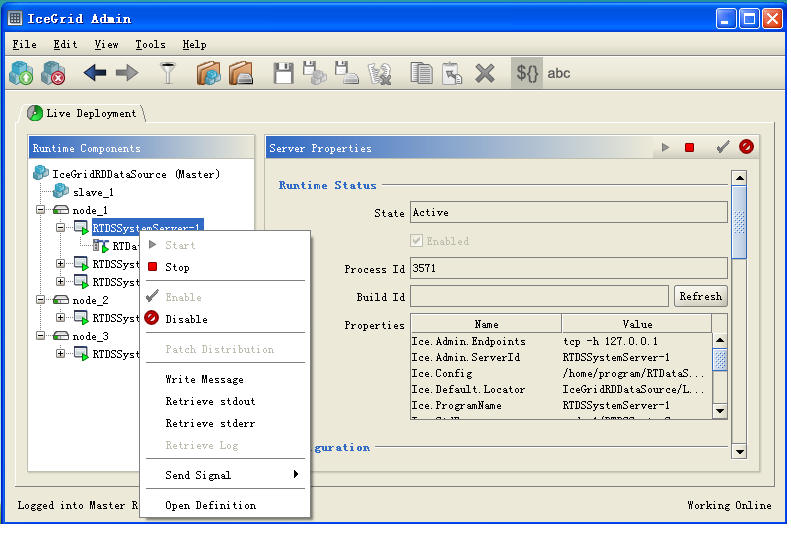 IceGrid Admin
File Edit View Tools Help
${} abc
Live Deployment
Runtime Components
IceGridRDDataSource (Master)
slave_1
node_1
RTDSSystemServer-1
RTDa
RTDSSyst
RTDSSyst
node_2
RTDSSyst
node_3
RTDSSyst
Start
Stop
Enable
Disable
Patch Distribution
Write Message
Retrieve stdout
Retrieve stderr
Retrieve Log
Send Signal
Open Definition
Server Properties
Runtime Status
State Active
Enabled
Process Id 3571
Build Id Refresh
Properties Name Value
Ice.Admin.Endpoints tcp -h 127.0.0.1
Ice.Admin.ServerId RTDSSystemServer-1
Ice.Config /home/program/RTDataS...
Ice.Default.Locator IceGridRDDataSource/L...
Ice.ProgramName RTDSSystemServer-1
guration
Logged into Master R
Working Online